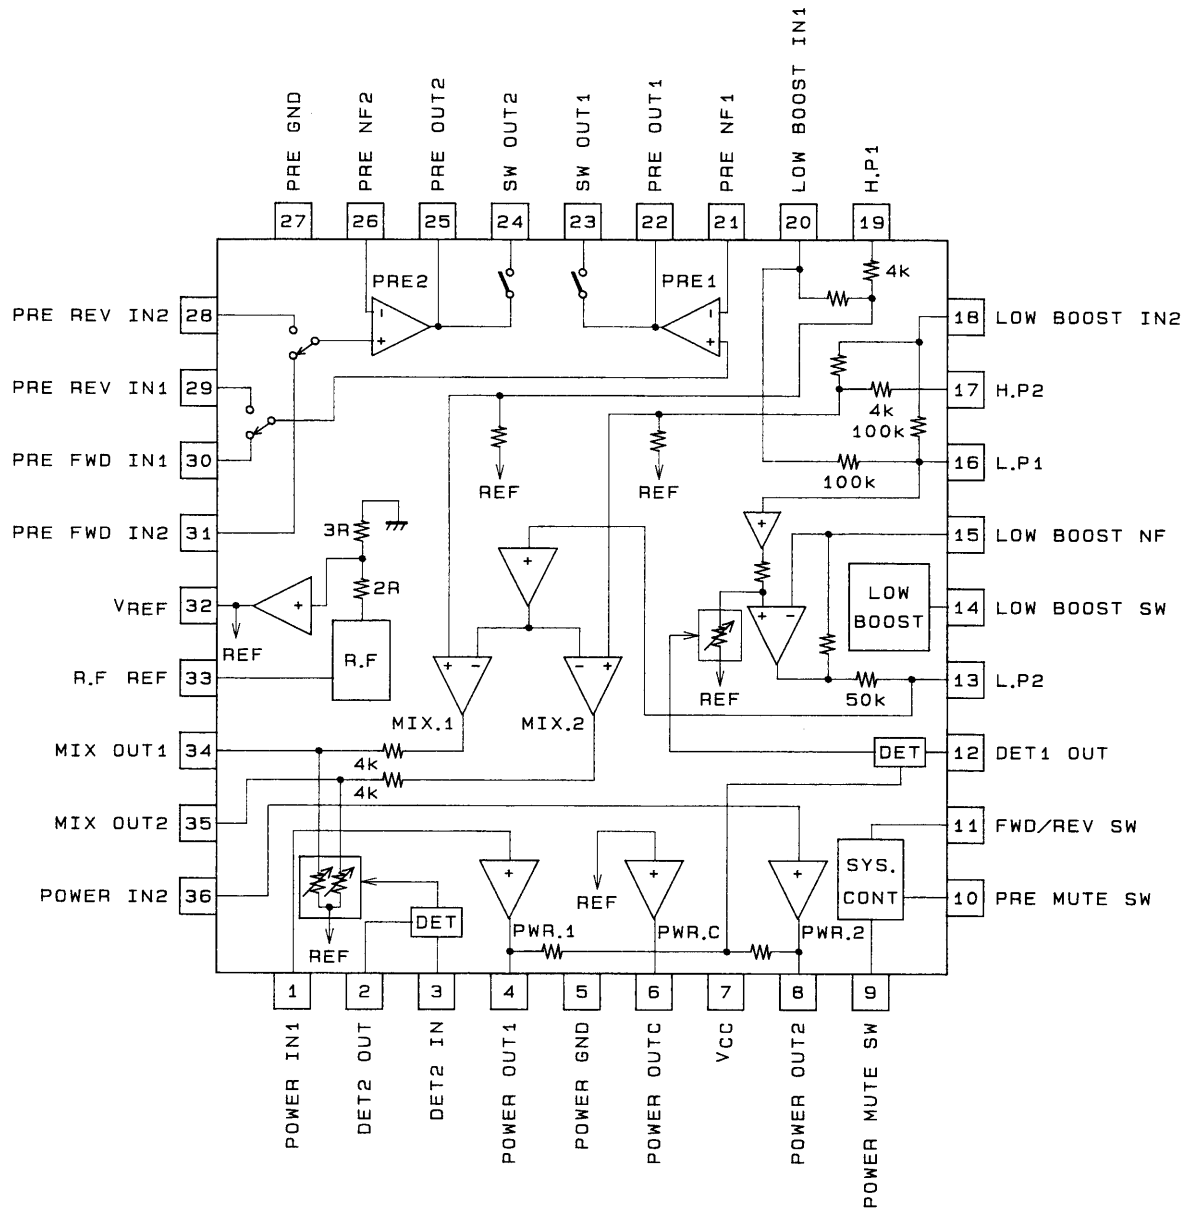 PRE GND
PRE NF2
PRE OUT2
SW OUT2
SW OUT1
PRE OUT1
PRE NF1
LOW BOOST IN1
H.P1
27
26
25
24
23
22
21
20
19
PRE REV IN2 28
PRE REV IN1 29
PRE FWD IN1 30
PRE FWD IN2 31
VREF 32
R.F REF 33
MIX OUT1 34
MIX OUT2 35
POWER IN2 36
18 LOW BOOST IN2
17 H.P2
16 L.P1
15 LOW BOOST NF
14 LOW BOOST SW
13 L.P2
12 DET1 OUT
11 FWD/REV SW
10 PRE MUTE SW
PRE2
-
+
PRE1
-
+
4k
4k
100k
100k
REF
REF
3R
2R
+
REF
R.F
+
+
+ -
REF
LOW
BOOST
50k
+ -
- +
MIX.1
MIX.2
4k
4k
DET
+
+
+
REF
SYS.
CONT
DET
REF
PWR.1
PWR.C
PWR.2
1
2
3
4
5
6
7
8
9
POWER IN1
DET2 OUT
DET2 IN
POWER OUT1
POWER GND
POWER OUTC
VCC
POWER OUT2
POWER MUTE SW